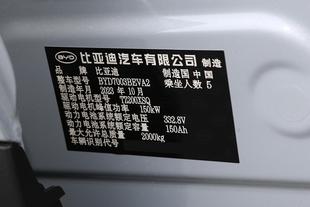 BYD 比亚迪汽车有限公司 制造
品牌 比亚迪 制造国 中国
整车型号 BYD7003BEVA2 乘坐人数 5
制造年月 2023 年 10 月
驱动电机型号 TZ200XSQ
驱动电机峰值功率 150kW
动力电池系统额定电压 332.8V
动力电池系统额定容量 150Ah
最大允许总质量 2000kg
车辆识别代号